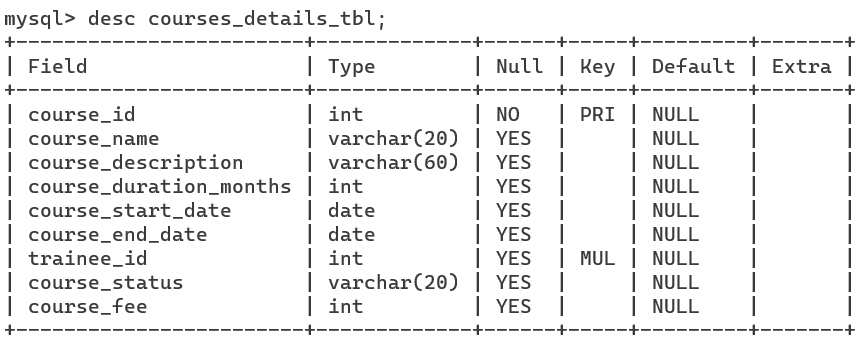 mysql> desc courses_details_tbl;
+-------------------------+-------------+------+-----+---------+-------+
| Field                   | Type        | Null | Key | Default | Extra |
+-------------------------+-------------+------+-----+---------+-------+
| course_id               | int         | NO   | PRI | NULL    |       |
| course_name             | varchar(20) | YES  |     | NULL    |       |
| course_description      | varchar(60) | YES  |     | NULL    |       |
| course_duration_months  | int         | YES  |     | NULL    |       |
| course_start_date       | date        | YES  |     | NULL    |       |
| course_end_date         | date        | YES  |     | NULL    |       |
| trainee_id              | int         | YES  | MUL | NULL    |       |
| course_status           | varchar(20) | YES  |     | NULL    |       |
| course_fee              | int         | YES  |     | NULL    |       |
+-------------------------+-------------+------+-----+---------+-------+